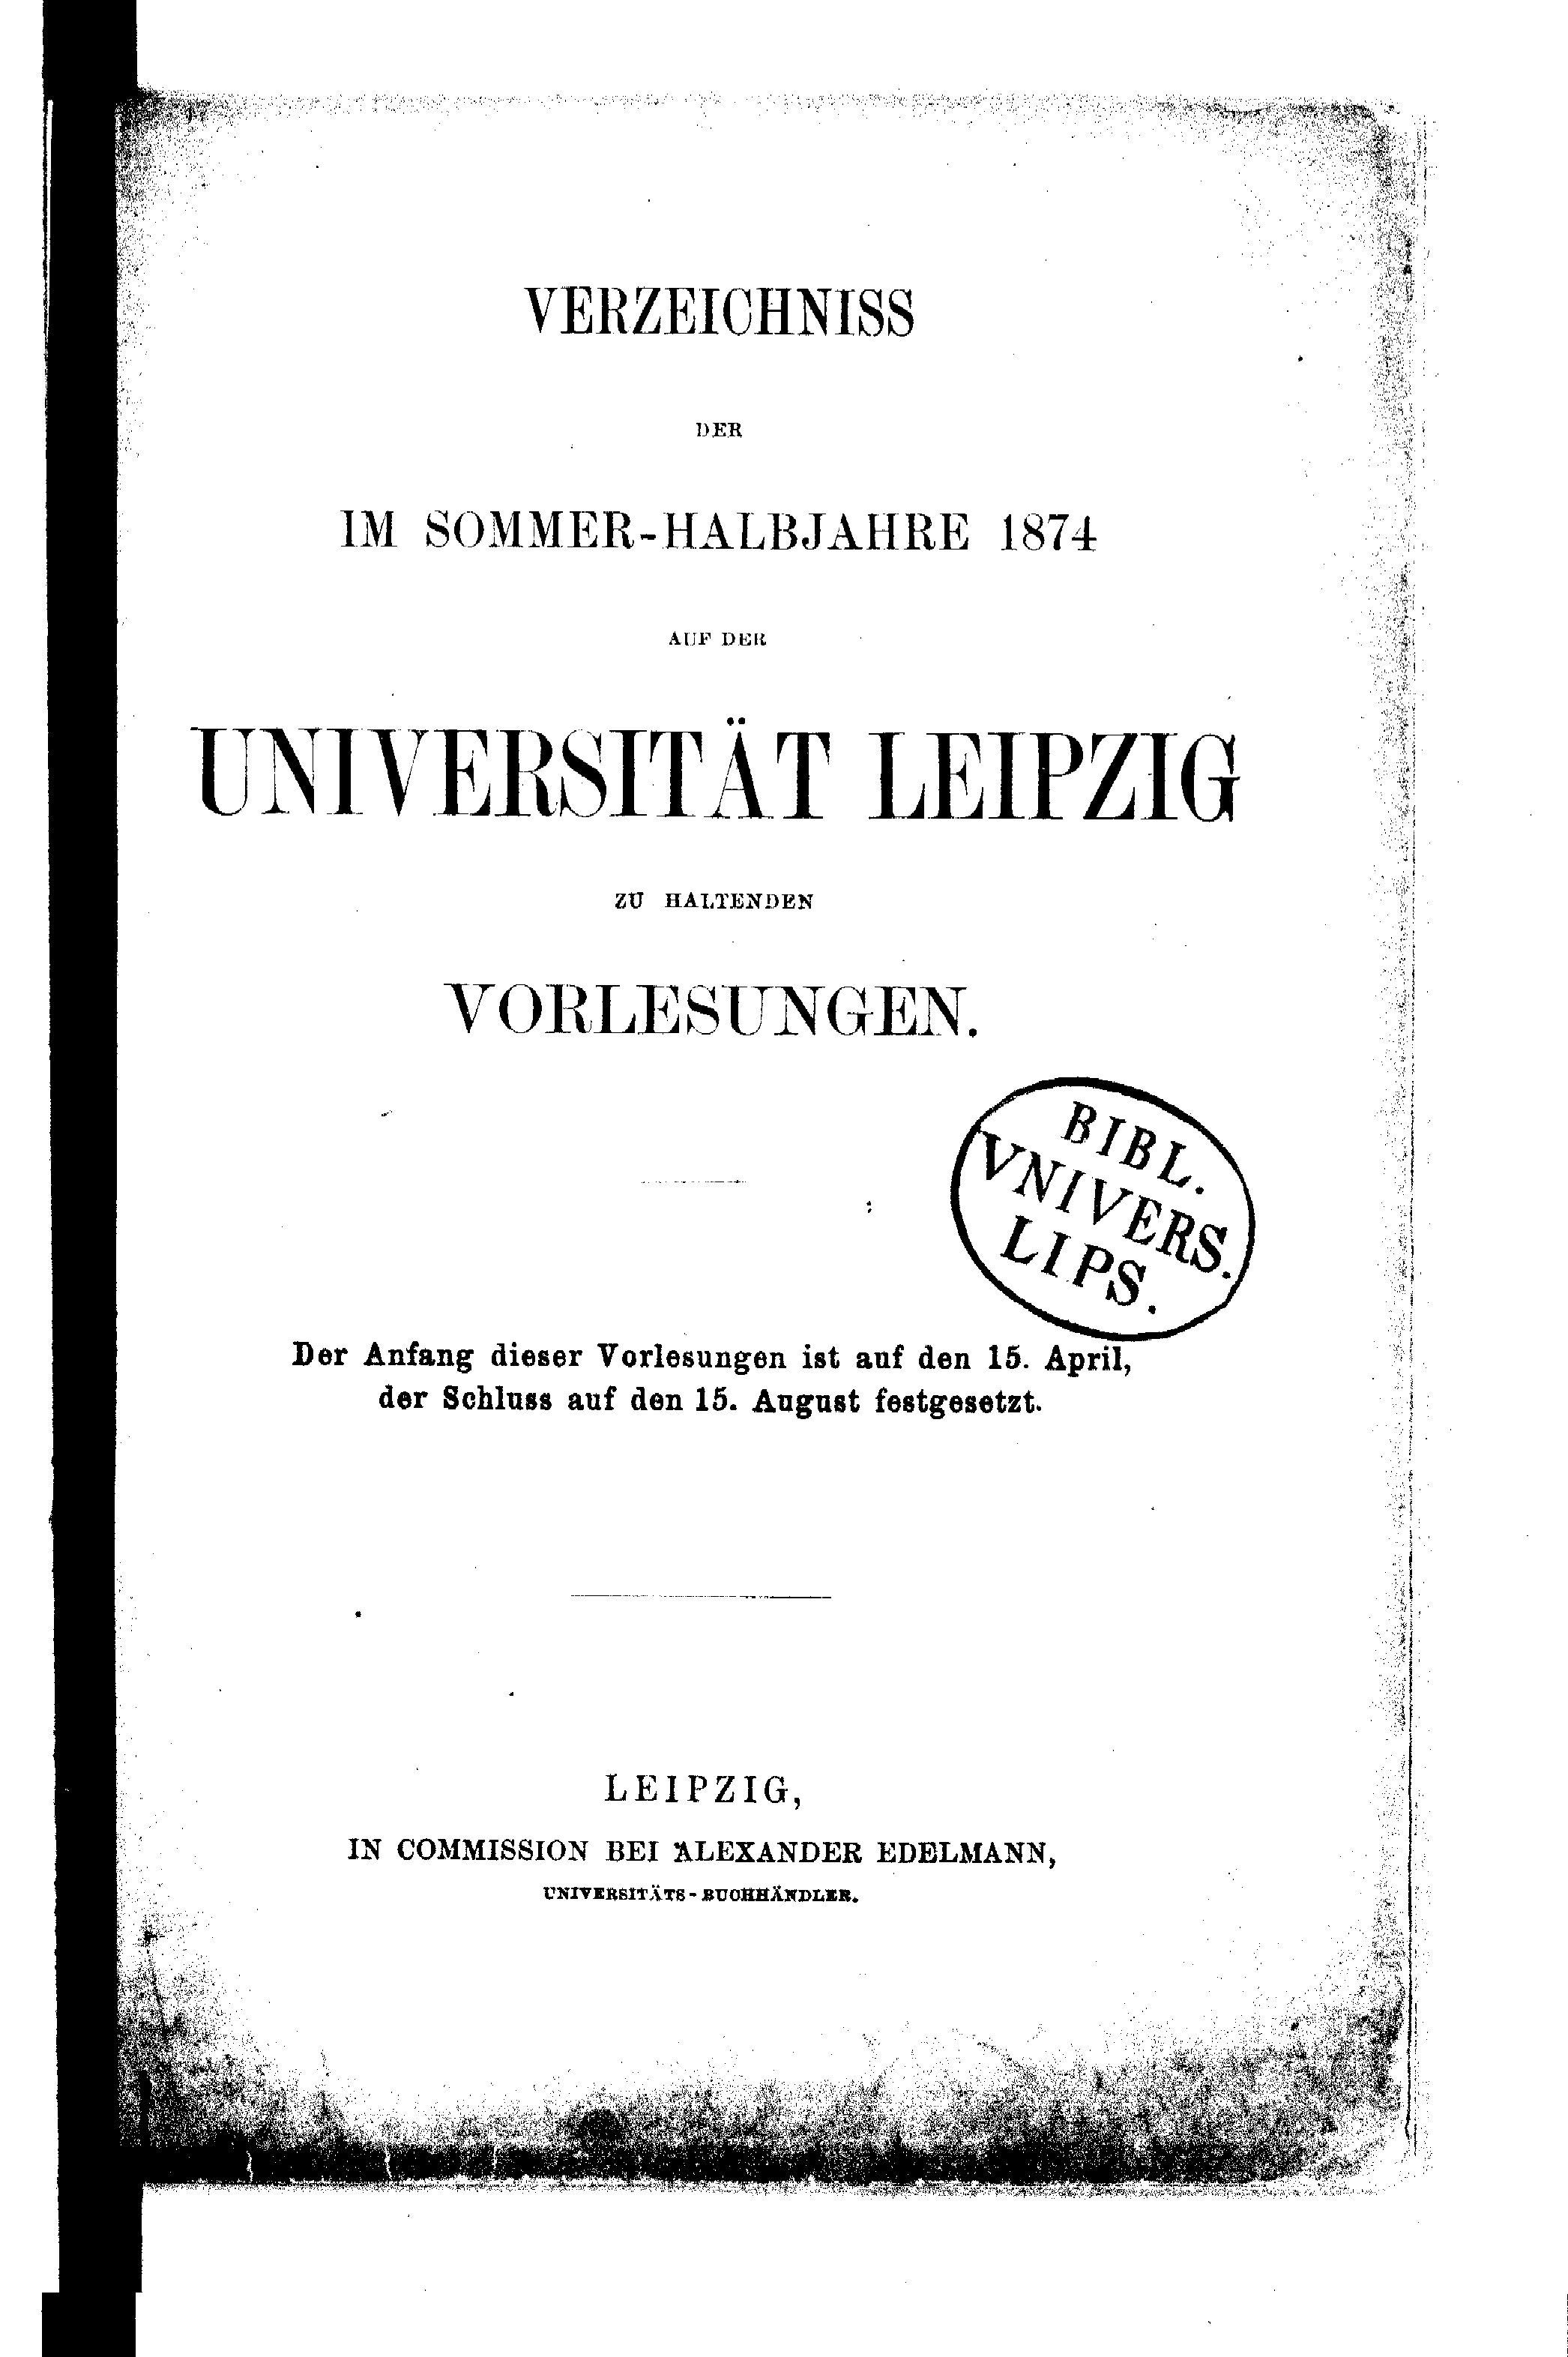 VERZEICHNISS
DER
IM SOMMER-HALBJAHRE 1874
AUF DER
UNIVERSITÄT LEIPZIG
ZU HALTENDEN
VORLESUNGEN.
BIBL.
VNIVERS.
LIPS.
Der Anfang dieser Vorlesungen ist auf den 15. April,
der Schluss auf den 15. August festgesetzt.
LEIPZIG,
IN COMMISSION BEI ALEXANDER EDELMANN,
UNIVERSITÄTS-BUCHHÄNDLER.